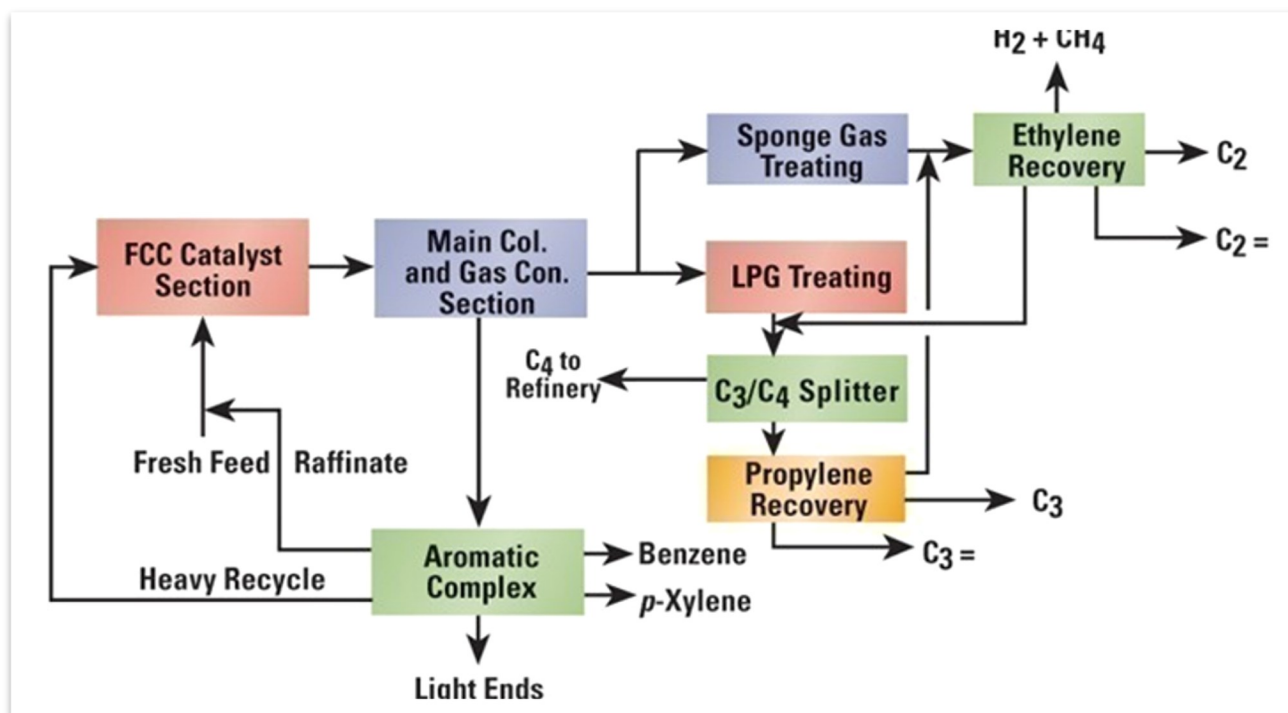 H2 + CH4
Sponge Gas
Treating
Ethylene
Recovery
C2
C2 =
FCC Catalyst
Section
Main Col.
and Gas Con.
Section
LPG Treating
C4 to
Refinery
C3/C4 Splitter
Fresh Feed
Raffinate
Propylene
Recovery
C3
C3 =
Aromatic
Complex
Benzene
p-Xylene
Heavy Recycle
Light Ends